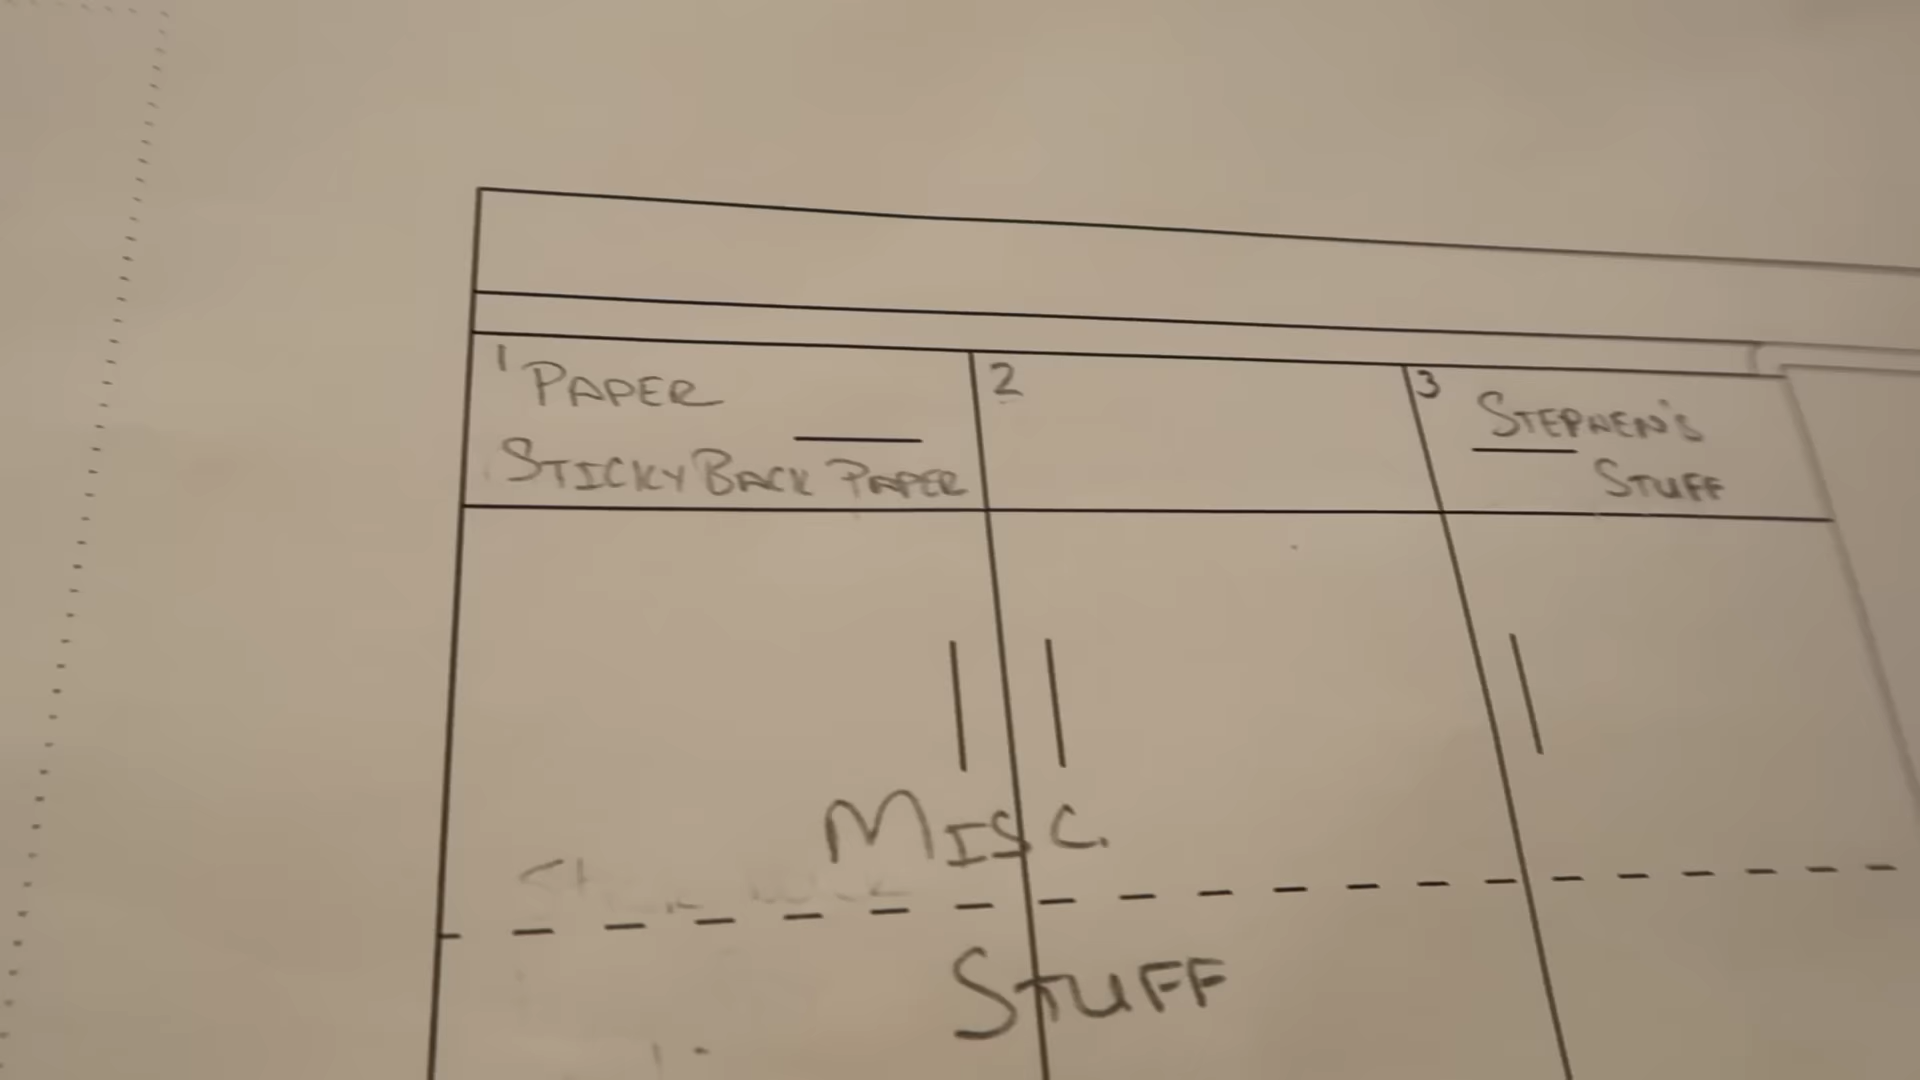 1 PAPER
STICKY BACK PAPER
2
3 STEPHEN'S
STUFF
MISC.
STUFF